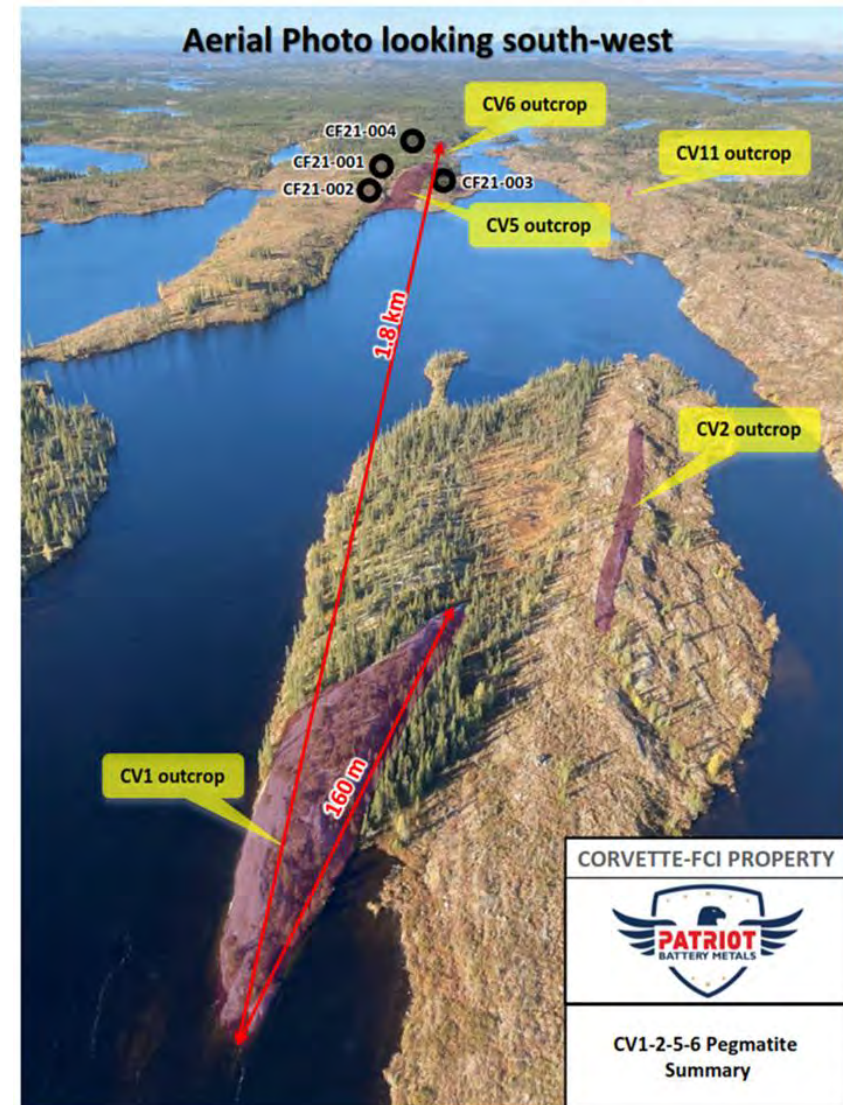 Aerial Photo looking south-west
CV6 outcrop
CF21-004
CV11 outcrop
CF21-001
CF21-002
CF21-003
CV5 outcrop
1.8 km
CV2 outcrop
CV1 outcrop
160 m
CORVETTE-FCI PROPERTY
PATRIOT
BATTERY METALS
CV1-2-5-6 Pegmatite
Summary